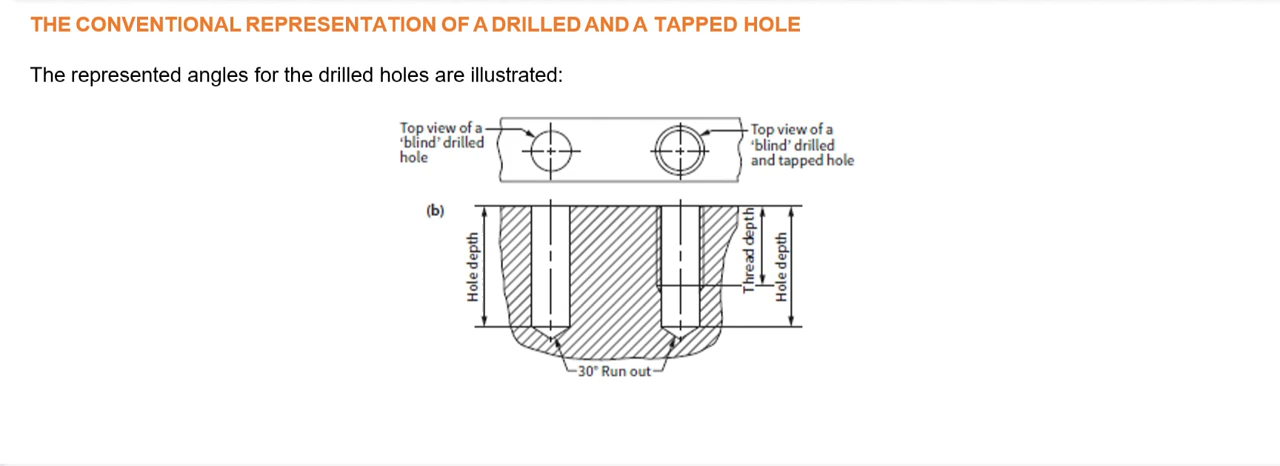 THE CONVENTIONAL REPRESENTATION OF A DRILLED AND A TAPPED HOLE
The represented angles for the drilled holes are illustrated:
Top view of a
‘blind’ drilled
hole
Top view of a
‘blind’ drilled
and tapped hole
(b)
Hole depth
Thread depth
Hole depth
30° Run out